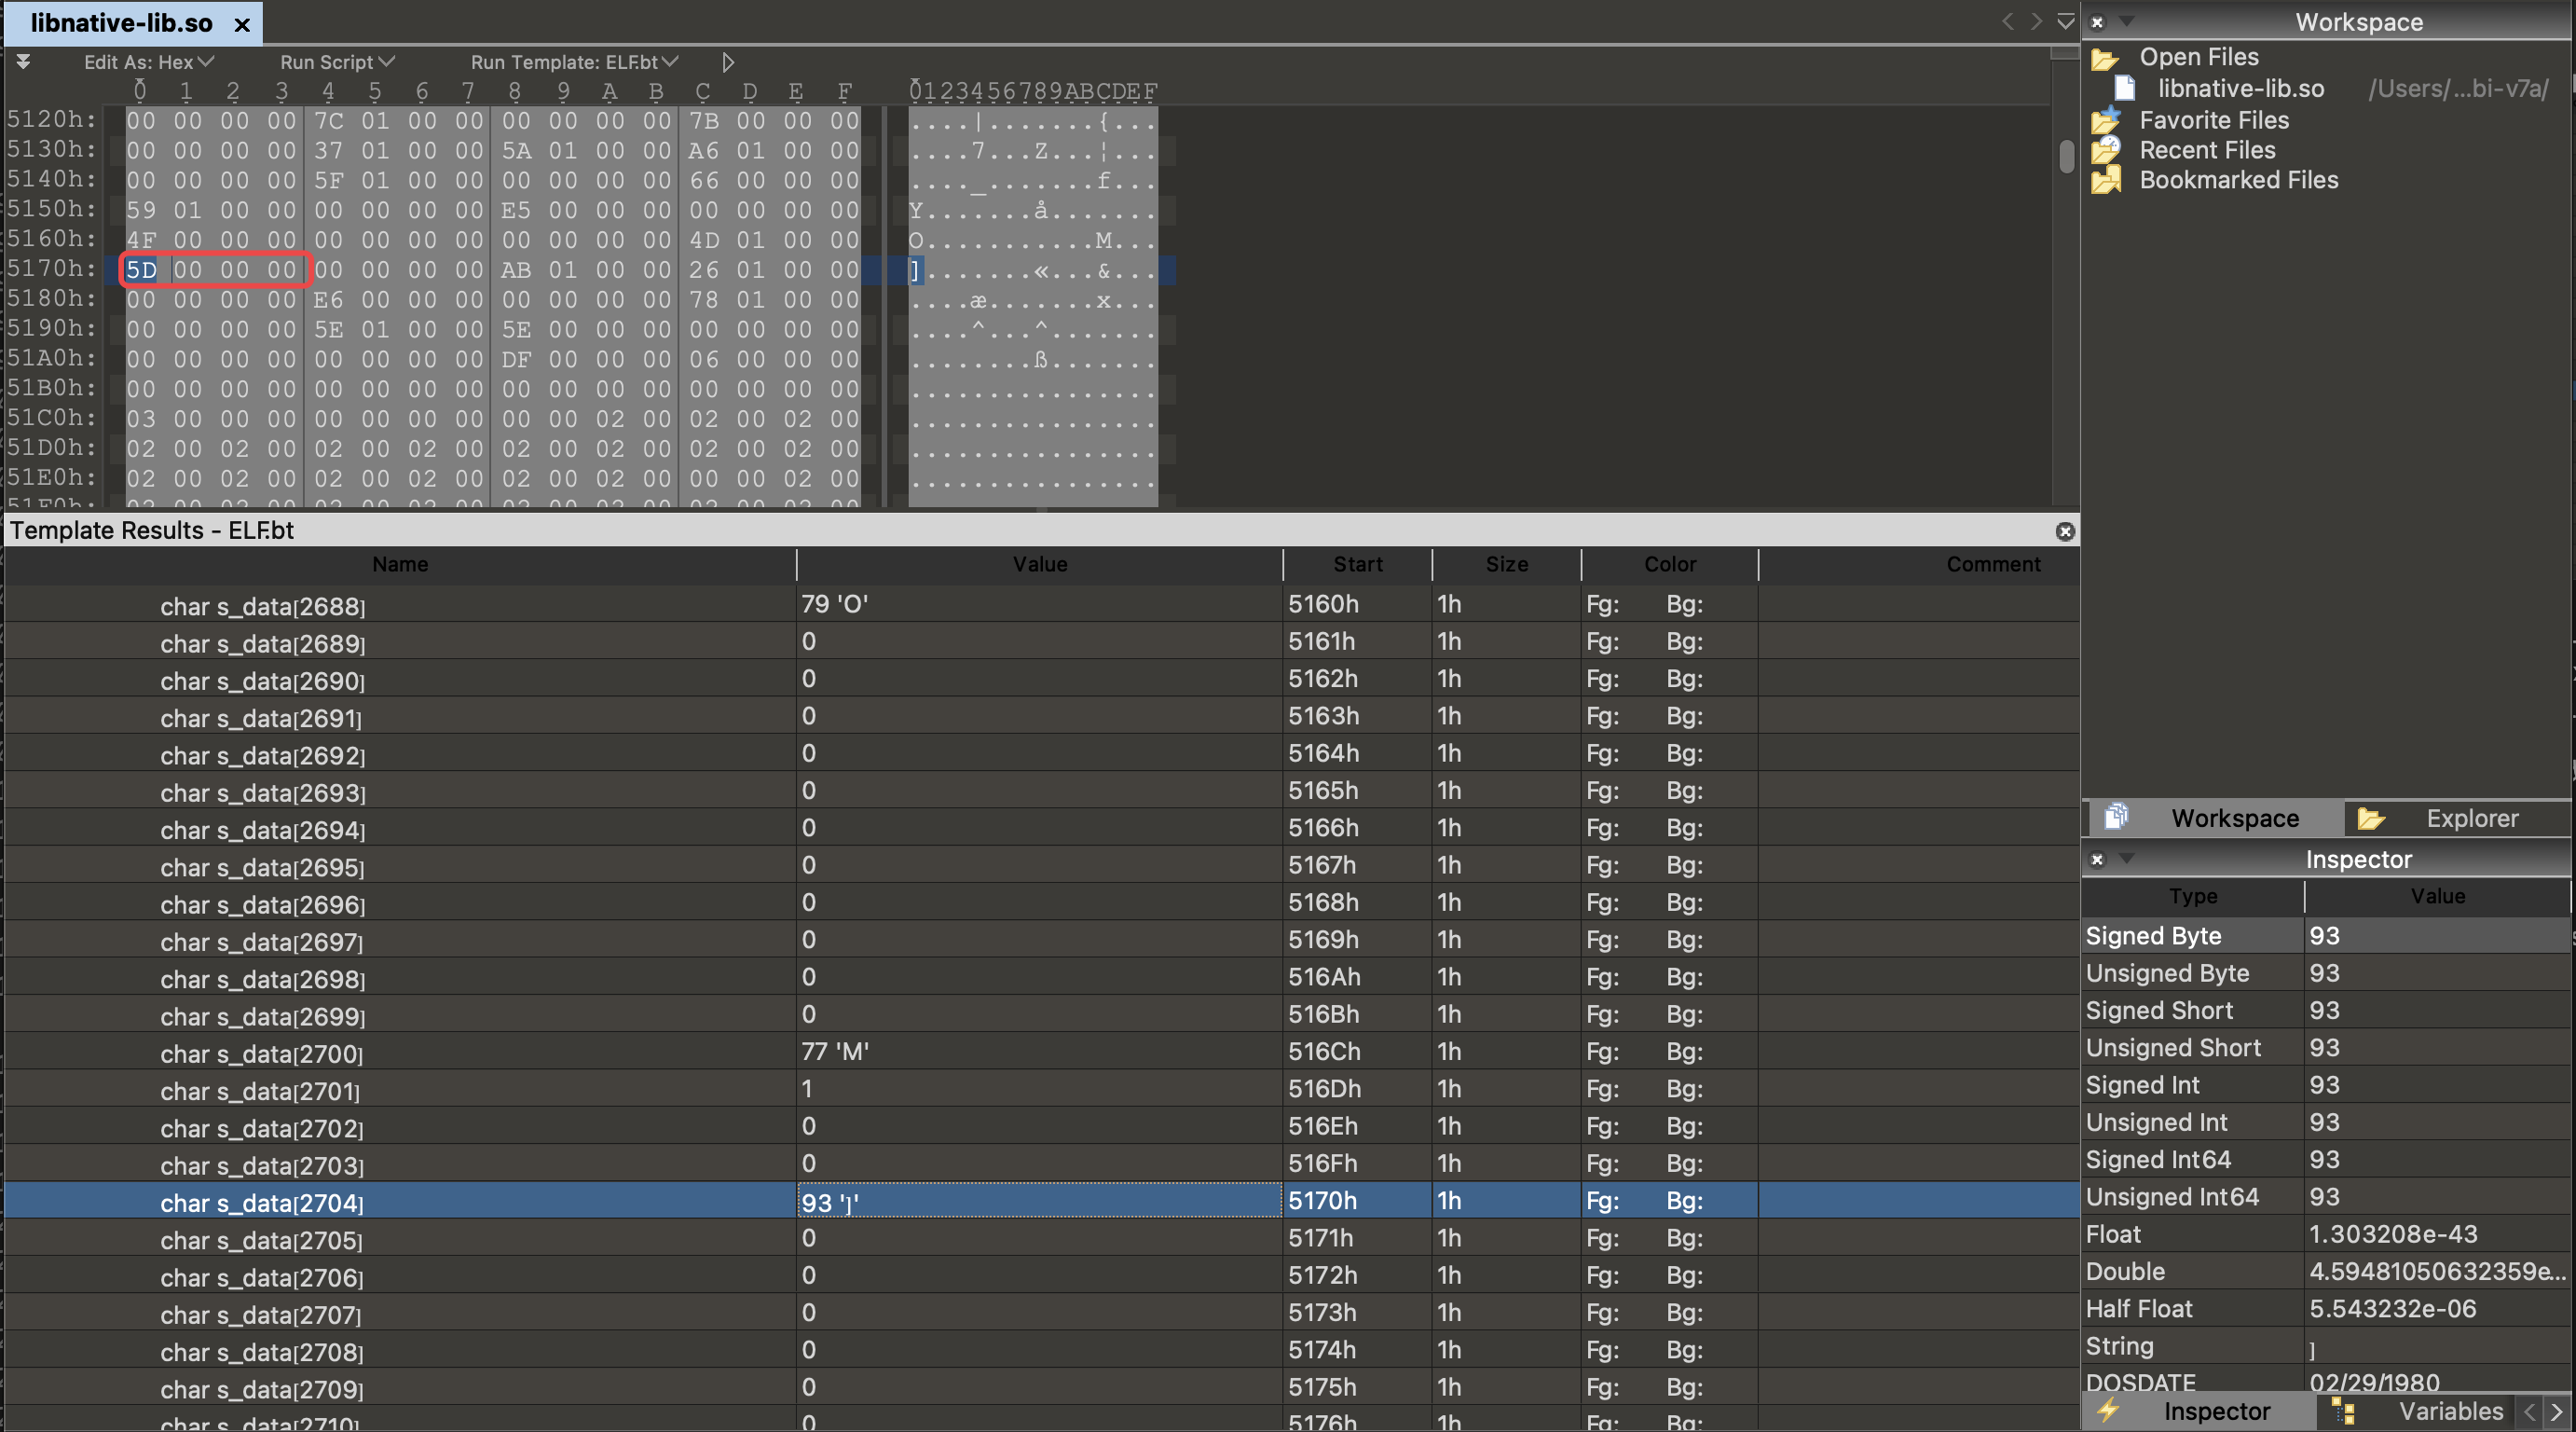 libnative-lib.so ×
Edit As: Hex Run Script Run Template: ELF.bt
0 1 2 3 4 5 6 7 8 9 A B C D E F 0123456789ABCDEF
5120h: 00 00 00 00 7C 01 00 00 00 00 00 00 7B 00 00 00 ....|.......{...
5130h: 00 00 00 00 37 01 00 00 5A 01 00 00 A6 01 00 00 ....7...Z...¦...
5140h: 00 00 00 00 5F 01 00 00 00 00 00 00 66 00 00 00 ...._.......f...
5150h: 59 01 00 00 00 00 00 00 E5 00 00 00 00 00 00 00 Y.......å.......
5160h: 4F 00 00 00 00 00 00 00 00 00 00 00 4D 01 00 00 O...........M...
5170h: 5D 00 00 00 00 00 00 00 AB 01 00 00 26 01 00 00 ].......«...&...
5180h: 00 00 00 00 E6 00 00 00 00 00 00 00 78 01 00 00 ....æ.......x...
5190h: 00 00 00 00 5E 01 00 00 5E 00 00 00 00 00 00 00 ....^...^.......
51A0h: 00 00 00 00 00 00 00 00 DF 00 00 00 06 00 00 00 ........ß.......
51B0h: 00 00 00 00 00 00 00 00 00 00 00 00 00 00 00 00 ................
51C0h: 03 00 00 00 00 00 00 00 00 00 02 00 02 00 02 00 ................
51D0h: 02 00 02 00 02 00 02 00 02 00 02 00 02 00 02 00 ................
51E0h: 02 00 02 00 02 00 02 00 02 00 02 00 00 00 02 00 ................
Template Results - ELF.bt
Name Value Start Size Color Comment
char s_data[2688] 79 'O' 5160h 1h Fg: Bg:
char s_data[2689] 0 5161h 1h Fg: Bg:
char s_data[2690] 0 5162h 1h Fg: Bg:
char s_data[2691] 0 5163h 1h Fg: Bg:
char s_data[2692] 0 5164h 1h Fg: Bg:
char s_data[2693] 0 5165h 1h Fg: Bg:
char s_data[2694] 0 5166h 1h Fg: Bg:
char s_data[2695] 0 5167h 1h Fg: Bg:
char s_data[2696] 0 5168h 1h Fg: Bg:
char s_data[2697] 0 5169h 1h Fg: Bg:
char s_data[2698] 0 516Ah 1h Fg: Bg:
char s_data[2699] 0 516Bh 1h Fg: Bg:
char s_data[2700] 77 'M' 516Ch 1h Fg: Bg:
char s_data[2701] 1 516Dh 1h Fg: Bg:
char s_data[2702] 0 516Eh 1h Fg: Bg:
char s_data[2703] 0 516Fh 1h Fg: Bg:
char s_data[2704] 93 ']' 5170h 1h Fg: Bg:
char s_data[2705] 0 5171h 1h Fg: Bg:
char s_data[2706] 0 5172h 1h Fg: Bg:
char s_data[2707] 0 5173h 1h Fg: Bg:
char s_data[2708] 0 5174h 1h Fg: Bg:
char s_data[2709] 0 5175h 1h Fg: Bg:
char s_data[2710] 0 5176h 1h Fg: Bg:
Workspace
Open Files
libnative-lib.so /Users/...bi-v7a/
Favorite Files
Recent Files
Bookmarked Files
Workspace Explorer
Inspector
Type Value
Signed Byte 93
Unsigned Byte 93
Signed Short 93
Unsigned Short 93
Signed Int 93
Unsigned Int 93
Signed Int64 93
Unsigned Int64 93
Float 1.303208e-43
Double 4.59481050632359e...
Half Float 5.543232e-06
String ]
DOSDATE 02/29/1980
Inspector Variables